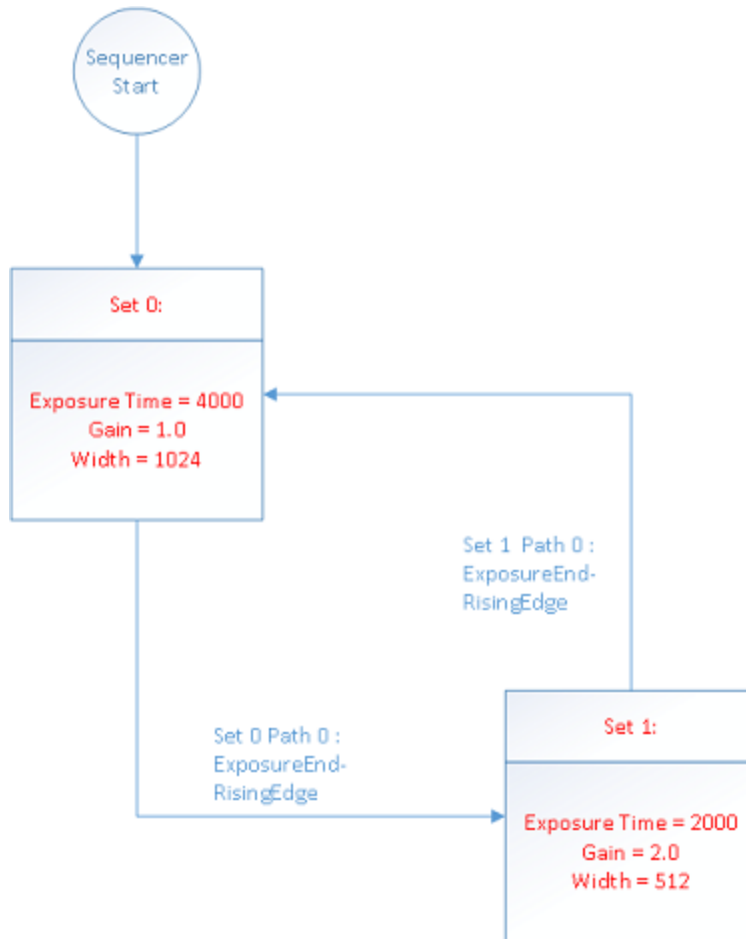 Sequencer
Start
Set 0:
Exposure Time = 4000
Gain = 1.0
Width = 1024
Set 1 Path 0 :
ExposureEnd-
RisingEdge
Set 0 Path 0 :
ExposureEnd-
RisingEdge
Set 1:
Exposure Time = 2000
Gain = 2.0
Width = 512